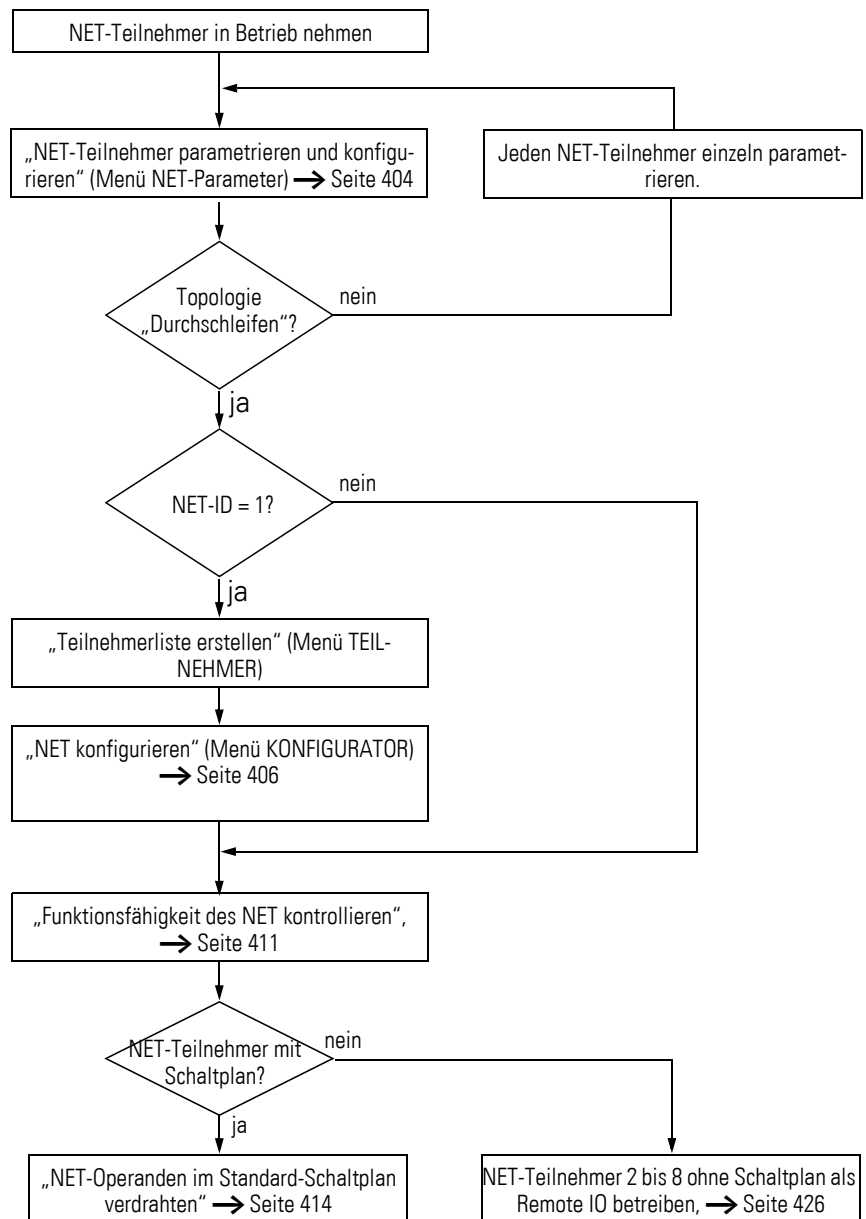 NET-Teilnehmer in Betrieb nehmen
„NET-Teilnehmer parametrieren und konfigu-
rieren“ (Menü NET-Parameter) → Seite 404
Jeden NET-Teilnehmer einzeln paramet-
rieren.
Topologie
„Durchschleifen“?
nein
ja
NET-ID = 1?
nein
ja
„Teilnehmerliste erstellen“ (Menü TEIL-
NEHMER)
„NET konfigurieren“ (Menü KONFIGURATOR)
→ Seite 406
„Funktionsfähigkeit des NET kontrollieren“,
→ Seite 411
NET-Teilnehmer mit
Schaltplan?
nein
ja
„NET-Operanden im Standard-Schaltplan
verdrahten“ → Seite 414
NET-Teilnehmer 2 bis 8 ohne Schaltplan als
Remote IO betreiben, → Seite 426